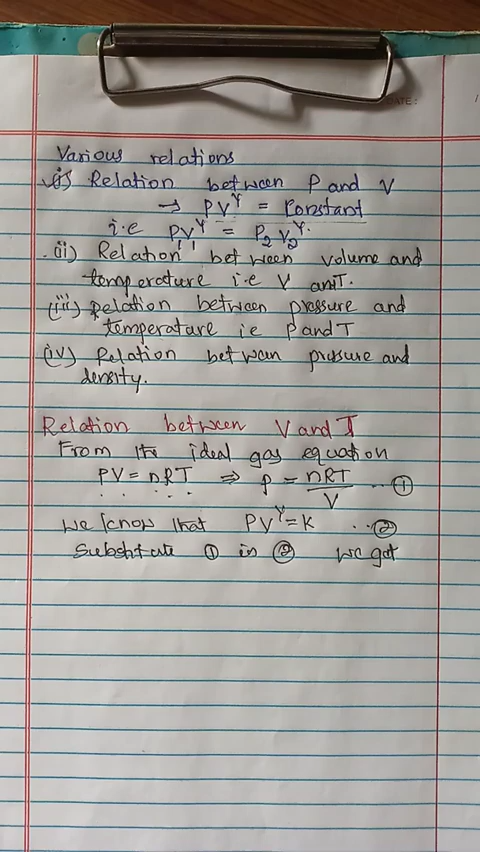 DATE:
Various relations
(i) Relation between P and V
→ PV^γ = Constant
i.e P₁V₁^γ = P₂V₂^γ.
(ii) Relation between volume and
temperature i.e V and T.
(iii) Relation between pressure and
temperature ie P and T
(iv) Relation between pressure and
density.
Relation between V and T
From the ideal gas equation
PV = nRT ⇒ P = nRT/V ...①
We know that PV^γ = K ...②
Substitute ① in ② we get